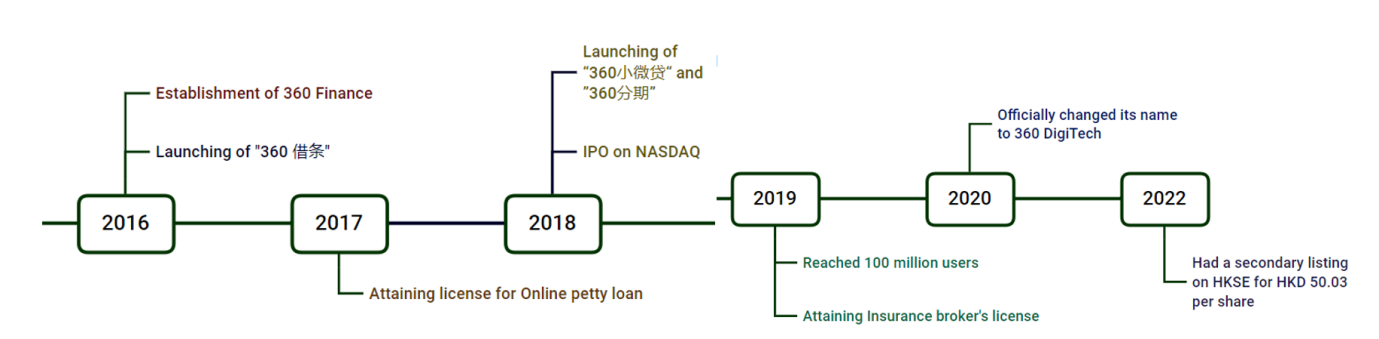 Establishment of 360 Finance
Launching of "360 借条"
2016
2017
Attaining license for Online petty loan
Launching of
“360小微贷“ and
”360分期”
IPO on NASDAQ
2018
2019
Reached 100 million users
Attaining Insurance broker's license
Officially changed its name
to 360 DigiTech
2020
2022
Had a secondary listing
on HKSE for HKD 50.03
per share